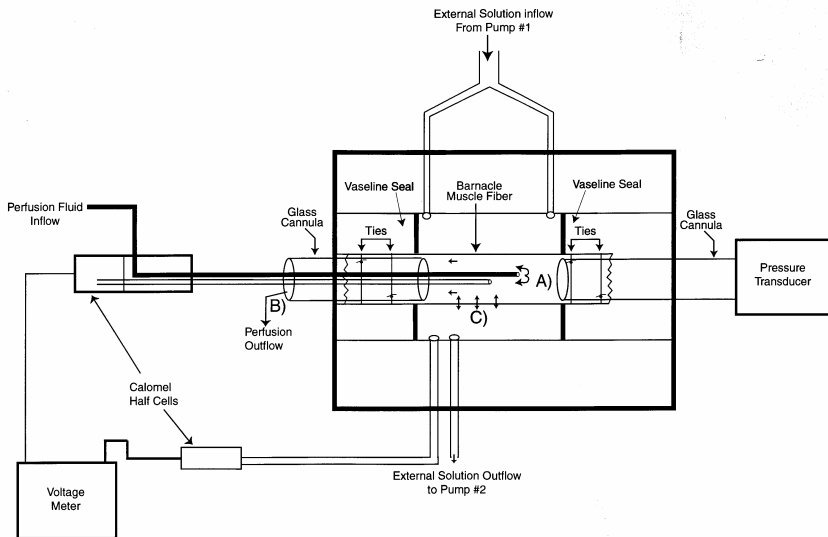 External Solution inflow
From Pump #1
Vaseline Seal
Barnacle
Muscle Fiber
Vaseline Seal
Perfusion Fluid
Inflow
Glass
Cannula
Ties
Ties
Glass
Cannula
A)
Pressure
Transducer
B)
C)
Perfusion
Outflow
Calomel
Half Cells
External Solution Outflow
to Pump #2
Voltage
Meter